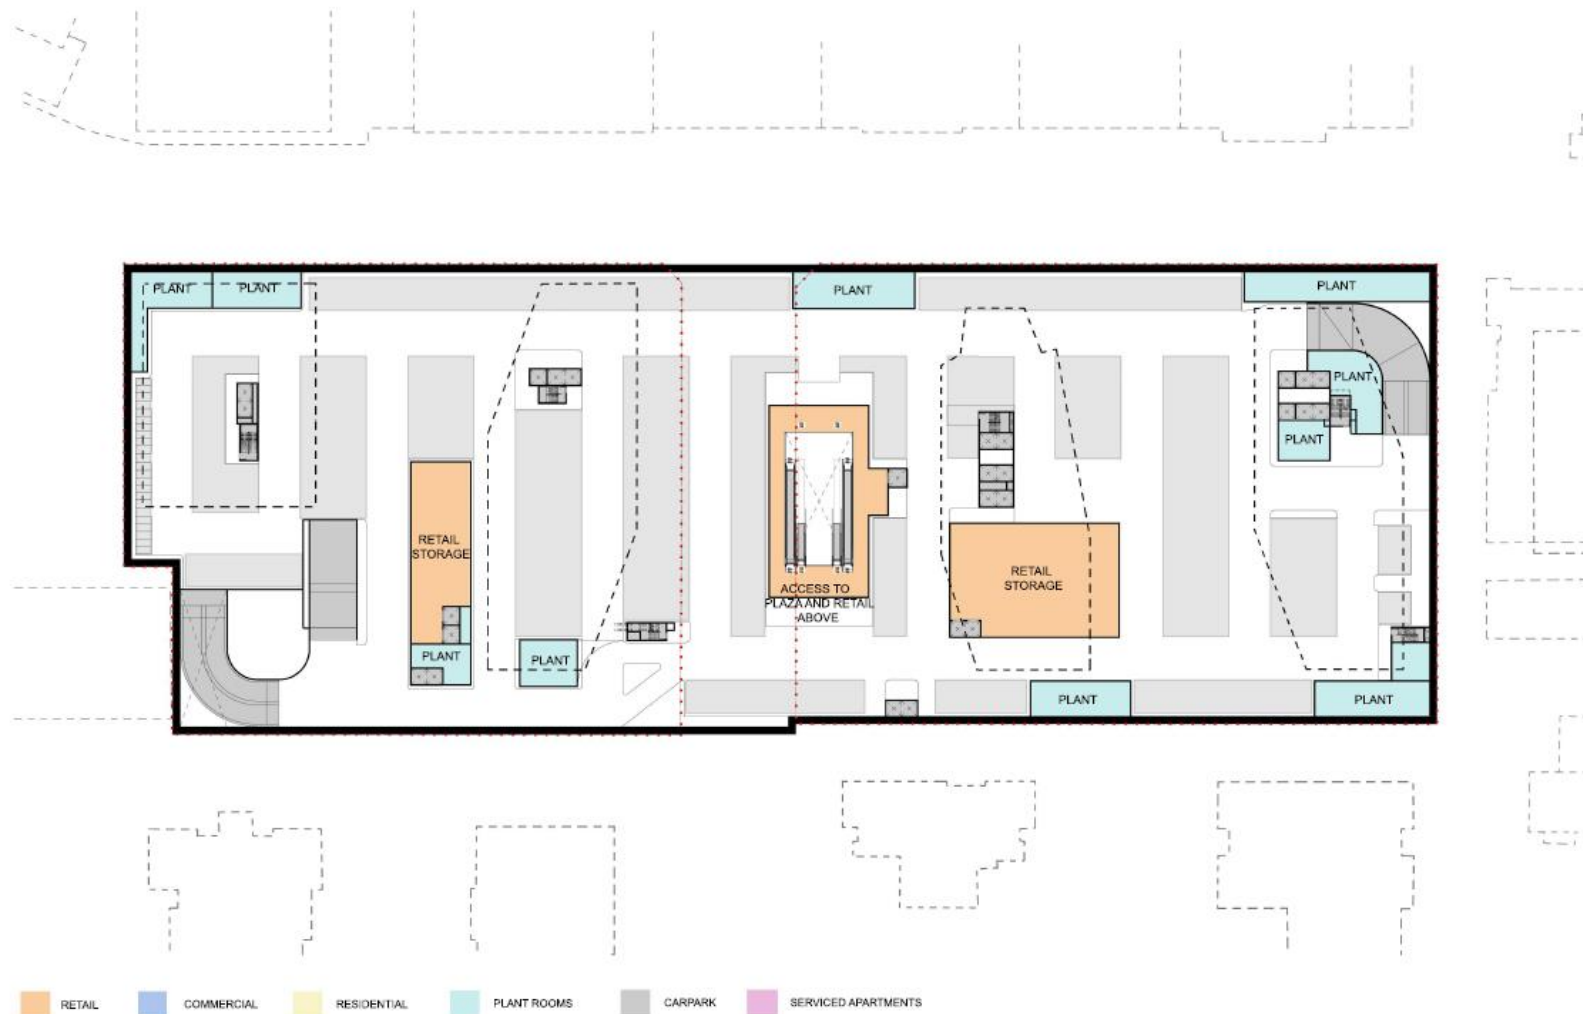 PLANT
PLANT
PLANT
PLANT
PLANT
PLANT
RETAIL
STORAGE
RETAIL
STORAGE
ACCESS TO
PLAZA AND RETAIL
ABOVE
PLANT
PLANT
PLANT
PLANT
RETAIL
COMMERCIAL
RESIDENTIAL
PLANT ROOMS
CARPARK
SERVICED APARTMENTS